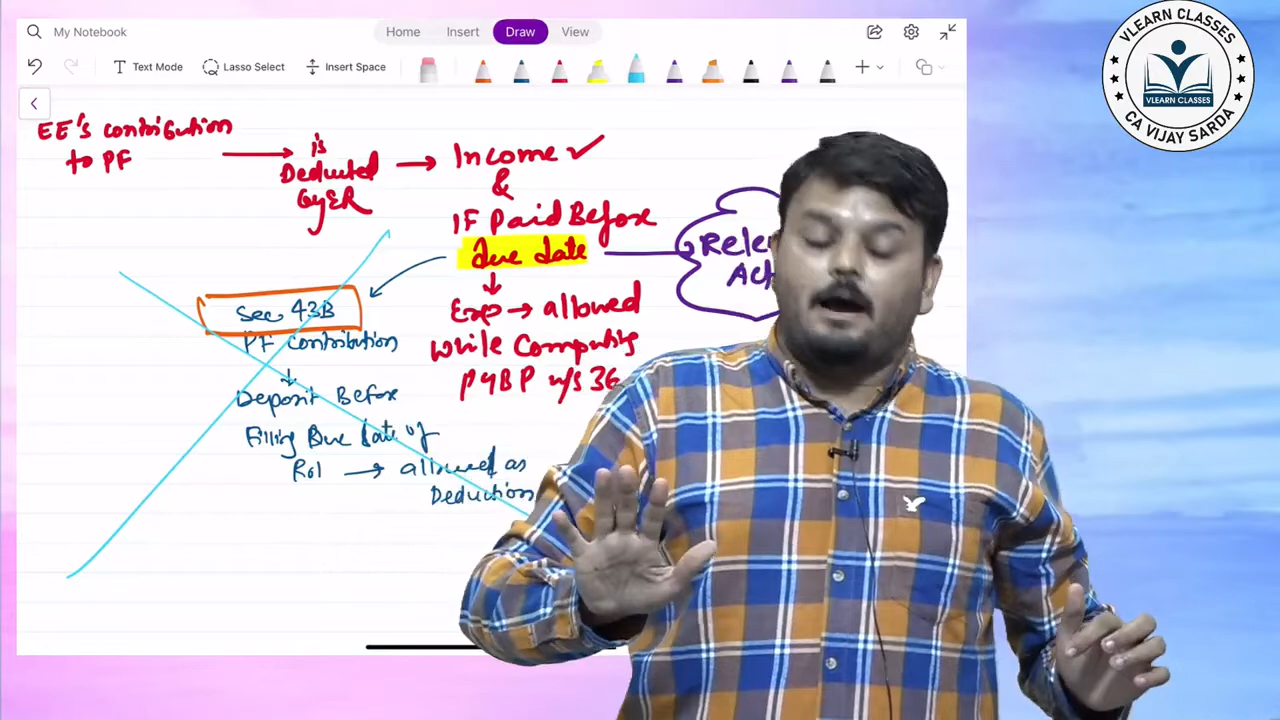 My Notebook
Home Insert Draw View
Text Mode Lasso Select Insert Space
VLEARN CLASSES
VLEARN CLASSES
CA VIJAY SARDA
EE's contribution
to PF
is
Deducted
By ER
Income
&
IF Paid Before
due date
Exp → allowed
While Computing
PGBP u/s 36
Sec 43B
PF Contribution
Deposit Before
Filling Due Date of
RoI → allowed as
Deduction